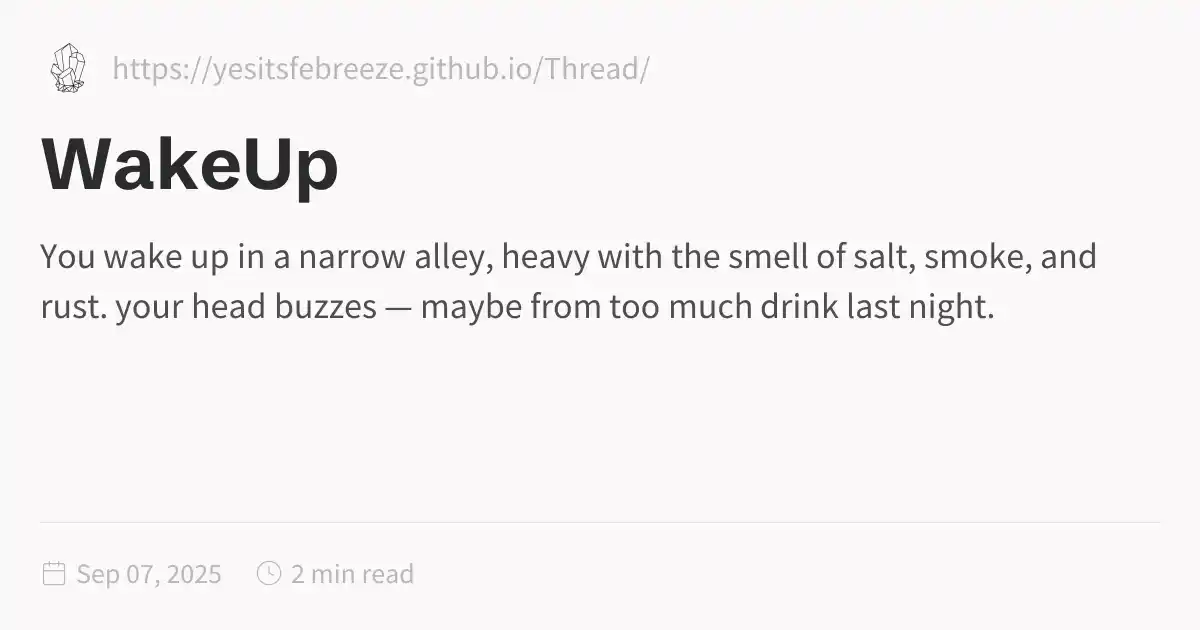 https://yesitsfebreeze.github.io/Thread/
WakeUp
You wake up in a narrow alley, heavy with the smell of salt, smoke, and
rust. your head buzzes — maybe from too much drink last night.
Sep 07, 2025 2 min read